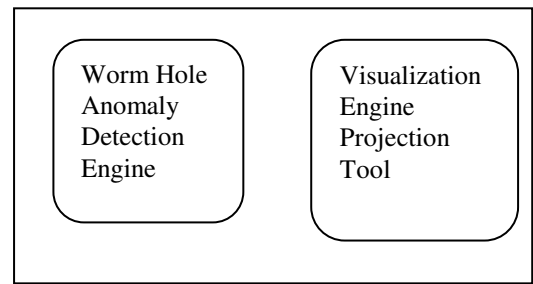 Worm Hole
Anomaly
Detection
Engine
Visualization
Engine
Projection
Tool